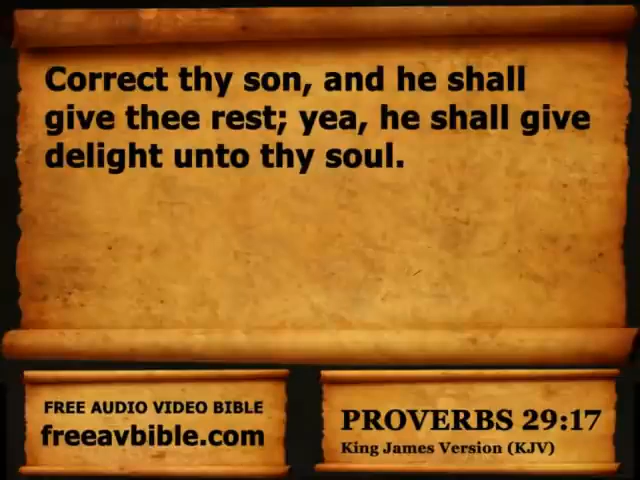 Correct thy son, and he shall
give thee rest; yea, he shall give
delight unto thy soul.
FREE AUDIO VIDEO BIBLE
freeavbible.com
PROVERBS 29:17
King James Version (KJV)